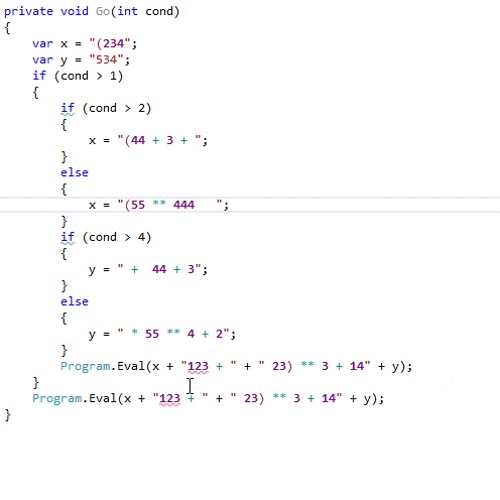 private void Go(int cond)
{
var x = "(234";
var y = "534";
if (cond > 1)
{
if (cond > 2)
{
x = "(44 + 3 + ";
}
else
{
x = "(55 ** 444   ";
}
if (cond > 4)
{
y = " +  44 + 3";
}
else
{
y = " * 55 ** 4 + 2";
}
Program.Eval(x + "123 + " + " 23) ** 3 + 14" + y);
}
Program.Eval(x + "123 + " + " 23) ** 3 + 14" + y);
}